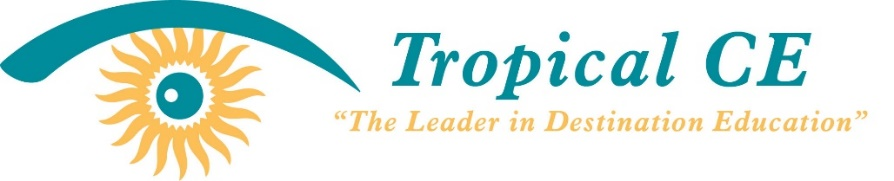 Tropical CE
“The Leader in Destination Education”